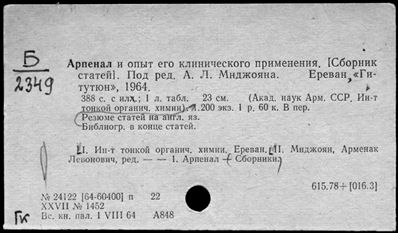 Б
2349
Арпенал и опыт его клинического применения. [Сборник
статей]. Под ред. А. Л. Мнджояна. Ереван, «Ги-
тутюн», 1964.
388 с. с илл.; 1 л. табл. 23 см. (Акад. наук Арм. ССР. Ин-т
тонкой органич. химии). 1.200 экз. 1 р. 60 к. В пер.
Резюме статей на англ. яз.
Библиогр. в конце статей.
I. Ин-т тонкой органич. химии. Ереван. II. Мнджоян, Арменак
Левонович, ред. — 1. Арпенал — Сборники.
615.78+[016.3]
№ 24122 [64-60400] п 22
XXVII № 1452
Вс. кн. пал. 1 VIII 64 А848